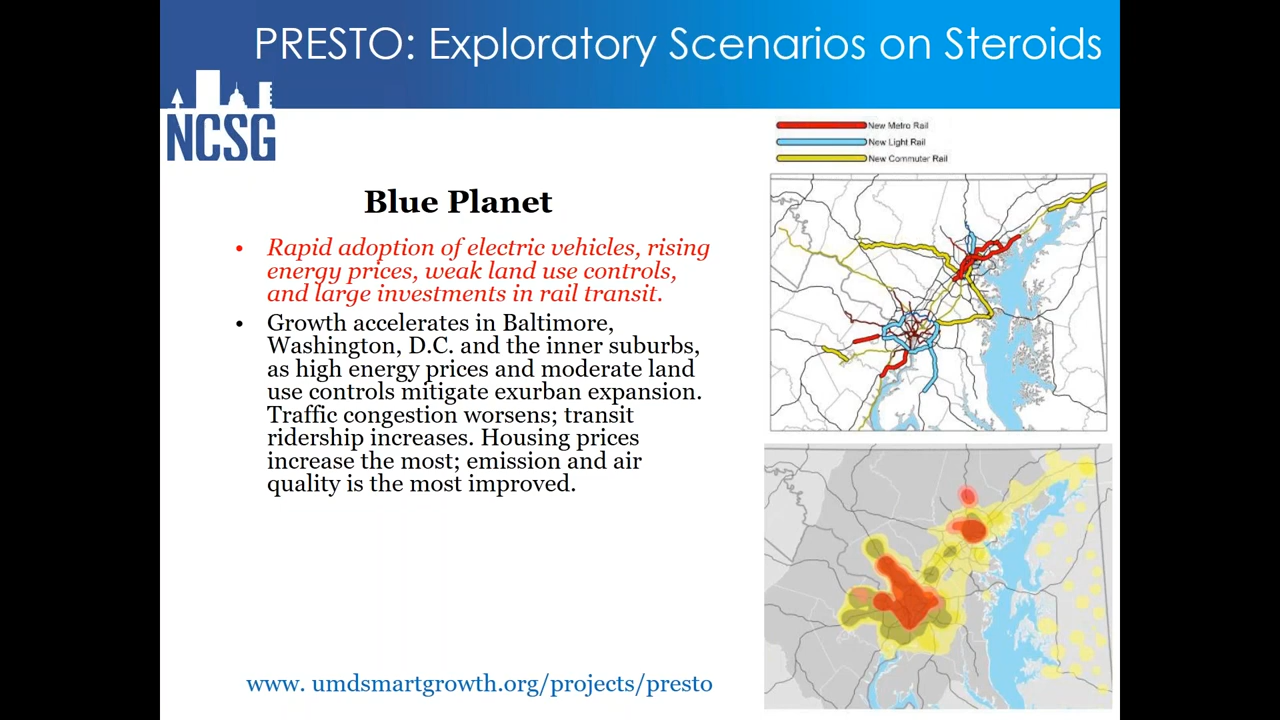 PRESTO: Exploratory Scenarios on Steroids
NCSG
New Metro Rail
New Light Rail
New Commuter Rail
Blue Planet
• Rapid adoption of electric vehicles, rising
energy prices, weak land use controls,
and large investments in rail transit.
• Growth accelerates in Baltimore,
Washington, D.C. and the inner suburbs,
as high energy prices and moderate land
use controls mitigate exurban expansion.
Traffic congestion worsens; transit
ridership increases. Housing prices
increase the most; emission and air
quality is the most improved.
www. umdsmartgrowth.org/projects/presto